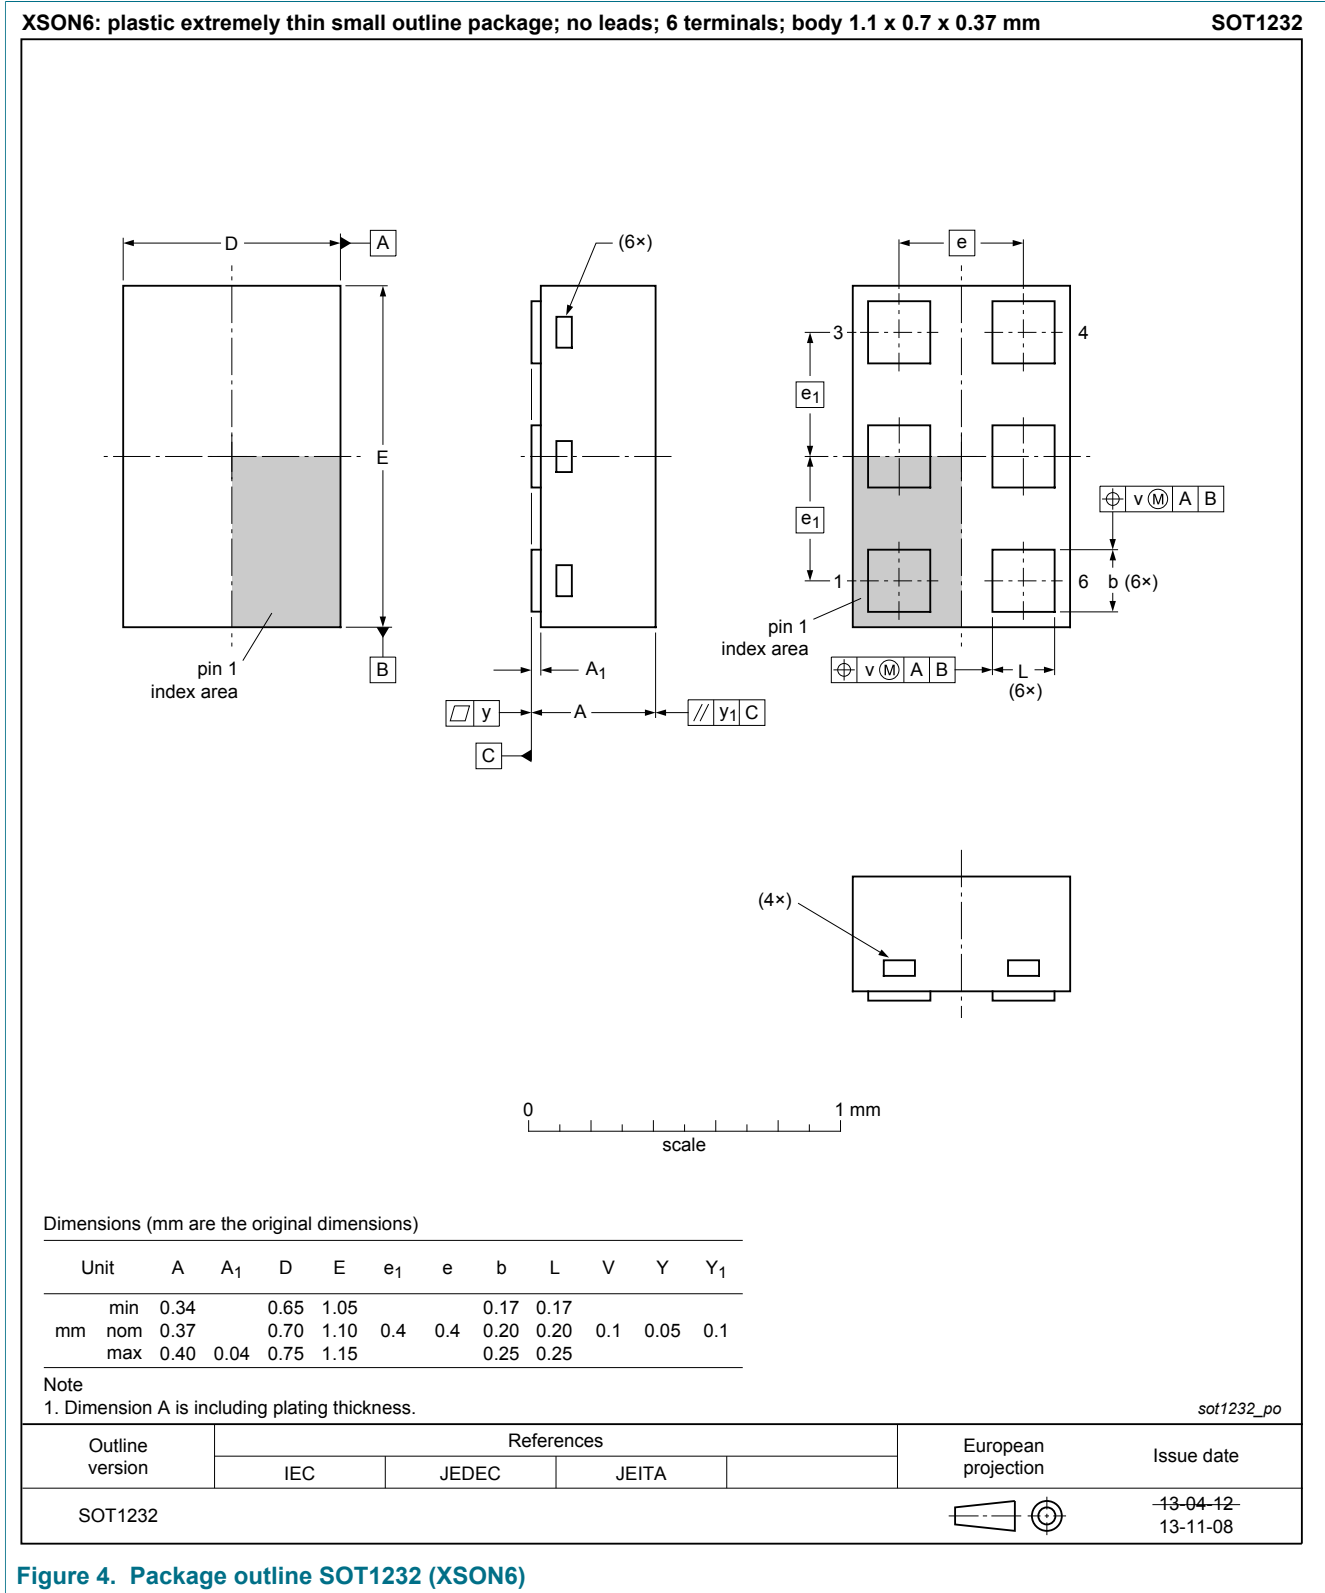 XSON6: plastic extremely thin small outline package; no leads; 6 terminals; body 1.1 x 0.7 x 0.37 mm SOT1232
D A (6×) e
3 4
e1
E
e1
v M A B
1 6 b (6×)
pin 1
index area
pin 1
index area
B
A1
v M A B
L
(6×)
y A y1 C
C
(4×)
0 1 mm
scale
Dimensions (mm are the original dimensions)
Unit A A1 D E e1 e b L V Y Y1
min 0.34 0.65 1.05 0.17 0.17
mm nom 0.37 0.70 1.10 0.4 0.4 0.20 0.20 0.1 0.05 0.1
max 0.40 0.04 0.75 1.15 0.25 0.25
Note
1. Dimension A is including plating thickness. sot1232_po
Outline version References European projection Issue date
IEC JEDEC JEITA
SOT1232 13-04-12
13-11-08
Figure 4. Package outline SOT1232 (XSON6)